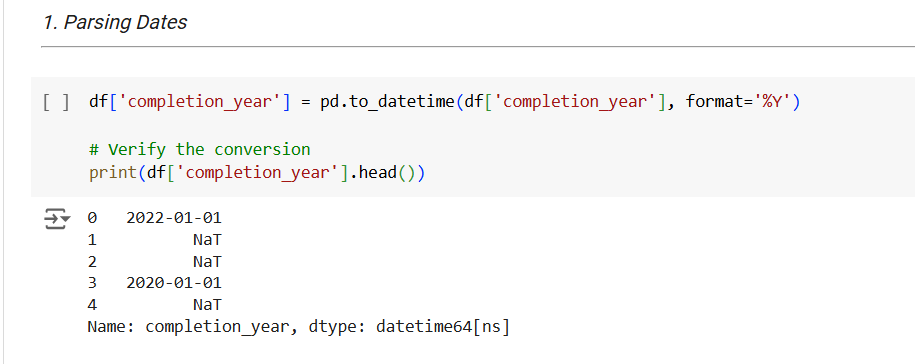 1. Parsing Dates
[ ] df['completion_year'] = pd.to_datetime(df['completion_year'], format='%Y')
# Verify the conversion
print(df['completion_year'].head())
0   2022-01-01
1          NaT
2          NaT
3   2020-01-01
4          NaT
Name: completion_year, dtype: datetime64[ns]